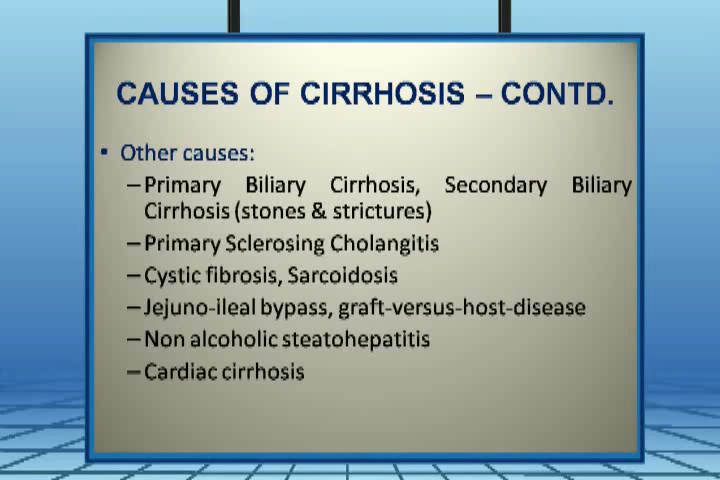 CAUSES OF CIRRHOSIS – CONTD.
• Other causes:
–Primary Biliary Cirrhosis, Secondary Biliary
Cirrhosis (stones & strictures)
–Primary Sclerosing Cholangitis
–Cystic fibrosis, Sarcoidosis
–Jejuno-ileal bypass, graft-versus-host-disease
–Non alcoholic steatohepatitis
–Cardiac cirrhosis